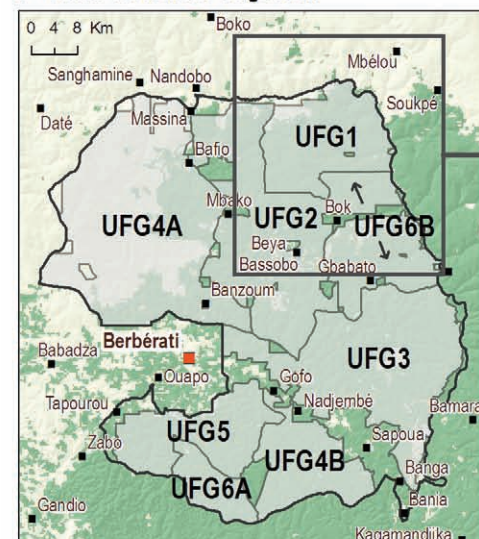 Boko
0 4 8 Km
Mbélou
Sanghamine
Nandobo
Soukpé
Daté
Massina
UFG1
Bafio
Mbako
UFG4A
UFG2
Bok
UFG6B
Beya
Bassobo
Gbabato
Banzoum
Berbérati
UFG3
Babadza
Ouapo
Gofo
Tapourou
Nadjembé
Bamara
UFG5
Zabo
Sapoua
UFG4B
Banga
UFG6A
Bania
Gandio
Kagamandjika